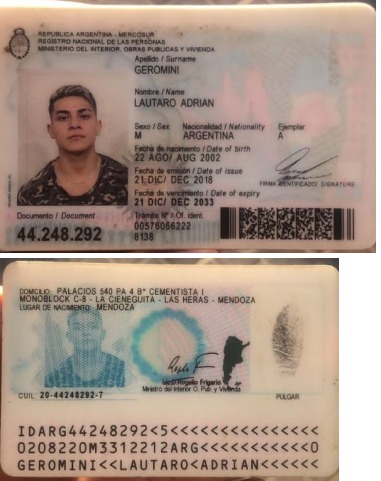 REPUBLICA ARGENTINA - MERCOSUR
REGISTRO NACIONAL DE LAS PERSONAS
MINISTERIO DEL INTERIOR, OBRAS PUBLICAS Y VIVIENDA
Apellido / Surname
GEROMINI
Nombre / Name
LAUTARO ADRIAN
Sexo / Sex Nacionalidad / Nationality Ejemplar
M ARGENTINA A
Fecha de nacimiento / Date of birth
22 AGO/ AUG 2002
Fecha de emisión / Date of issue
21 DIC/ DEC 2018
Fecha de vencimiento / Date of expiry
21 DIC/ DEC 2033
FIRMA IDENTIFICADO/ SIGNATURE
Documento / Document
44.248.292
Trámite Nº / Of. ident.
00576066222
8138
DOMICILIO: PALACIOS 540 PA 4 Bº CEMENTISTA I
MONOBLOCK C-8 - LA CIENEGUITA - LAS HERAS - MENDOZA
LUGAR DE NACIMIENTO: MENDOZA
Rogelio Frigerio
Ministro del Interior O. Pub. y Vivienda
CUIL: 20-44248292-7
PULGAR
IDARG44248292<5<<<<<<<<<<<<<<<
0208220M3312212ARG<<<<<<<<<<<0
GEROMINI<<LAUTARO<ADRIAN<<<<<<